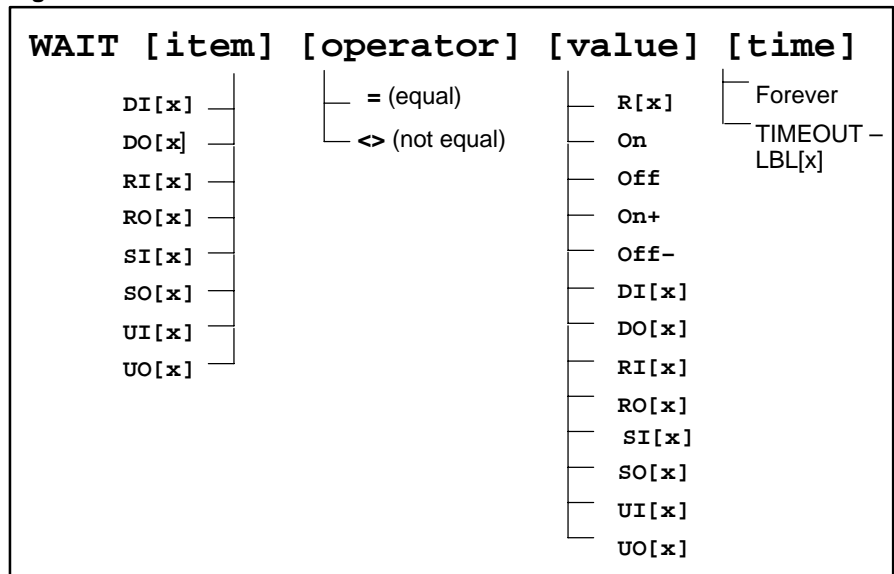 WAIT [item] [operator] [value] [time]
DI[x]
DO[x]
RI[x]
RO[x]
SI[x]
SO[x]
UI[x]
UO[x]
= (equal)
<> (not equal)
R[x]
On
Off
On+
Off–
DI[x]
DO[x]
RI[x]
RO[x]
SI[x]
SO[x]
UI[x]
UO[x]
Forever
TIMEOUT –
LBL[x]